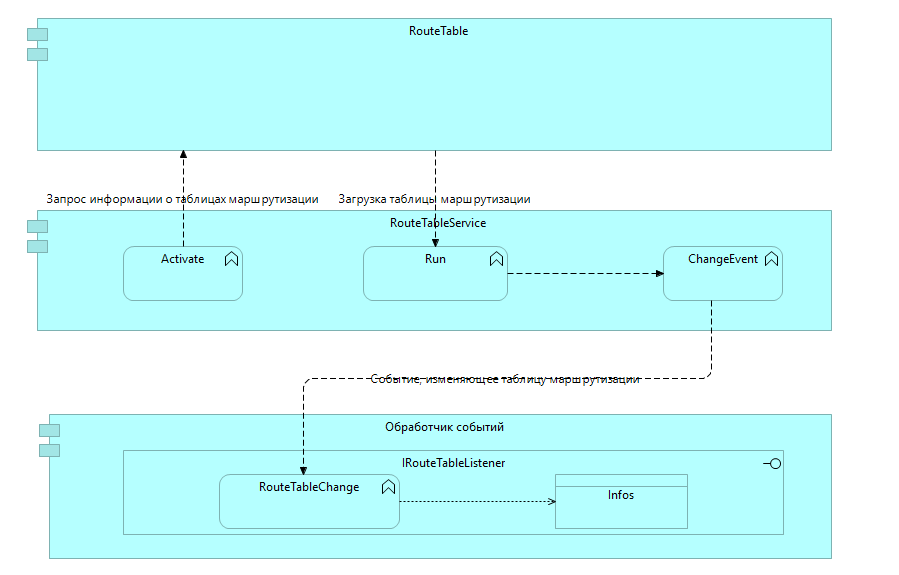 RouteTable
Запрос информации о таблицах маршрутизации
Загрузка таблицы маршрутизации
RouteTableService
Activate
Run
ChangeEvent
Событие, изменяющее таблицу маршрутизации
Обработчик событий
IRouteTableListener
RouteTableChange
Infos